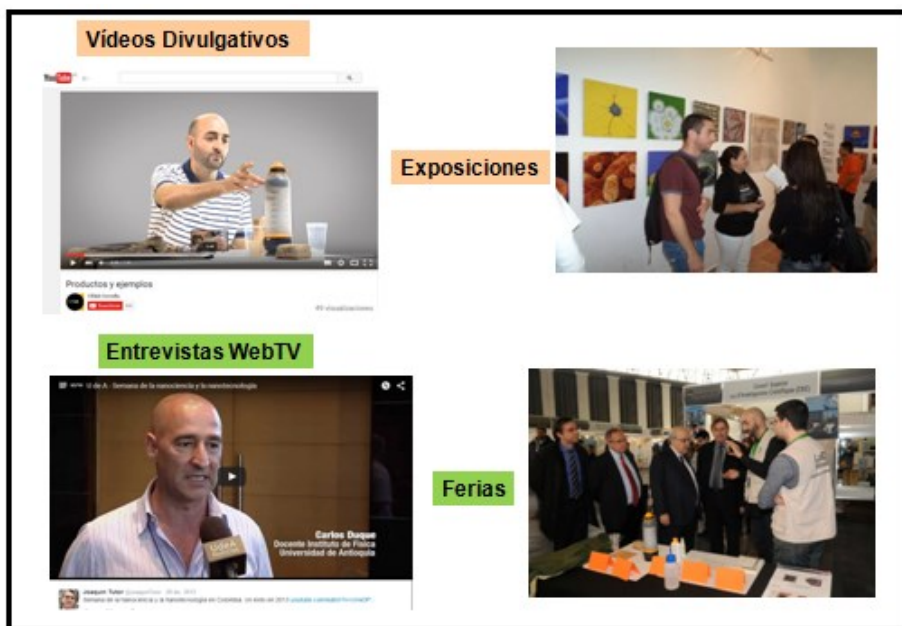 Vídeos Divulgativos
YouTube
Exposiciones
Productos y ejemplos
Entrevistas WebTV
U de A - Semana de la nanociencia y la nanotecnología
UdeA
Carlos Duque
Docente Instituto de Física
Universidad de Antioquia
Joaquin Tutor
Semana de la nanociencia y la nanotecnología en Colombia.
Ferias